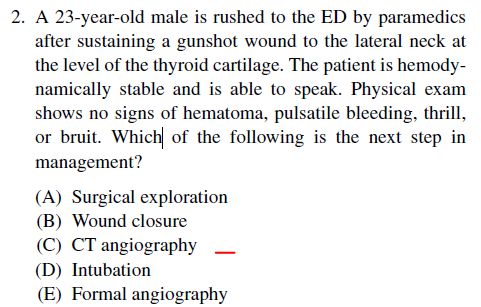 2. A 23-year-old male is rushed to the ED by paramedics
after sustaining a gunshot wound to the lateral neck at
the level of the thyroid cartilage. The patient is hemody-
namically stable and is able to speak. Physical exam
shows no signs of hematoma, pulsatile bleeding, thrill,
or bruit. Which of the following is the next step in
management?
(A) Surgical exploration
(B) Wound closure
(C) CT angiography
(D) Intubation
(E) Formal angiography